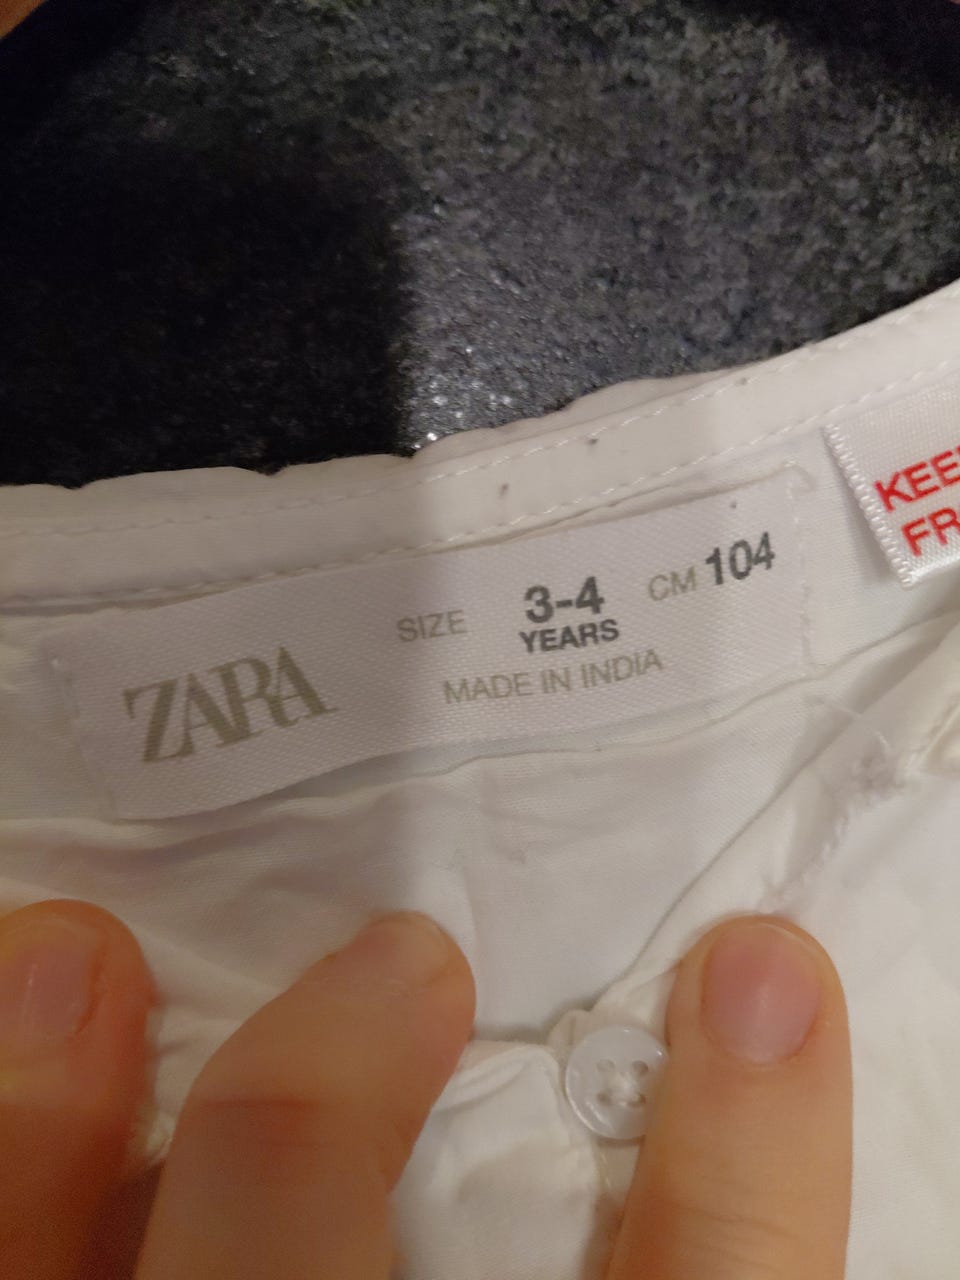 ZARA
SIZE 3-4 YEARS CM 104
MADE IN INDIA